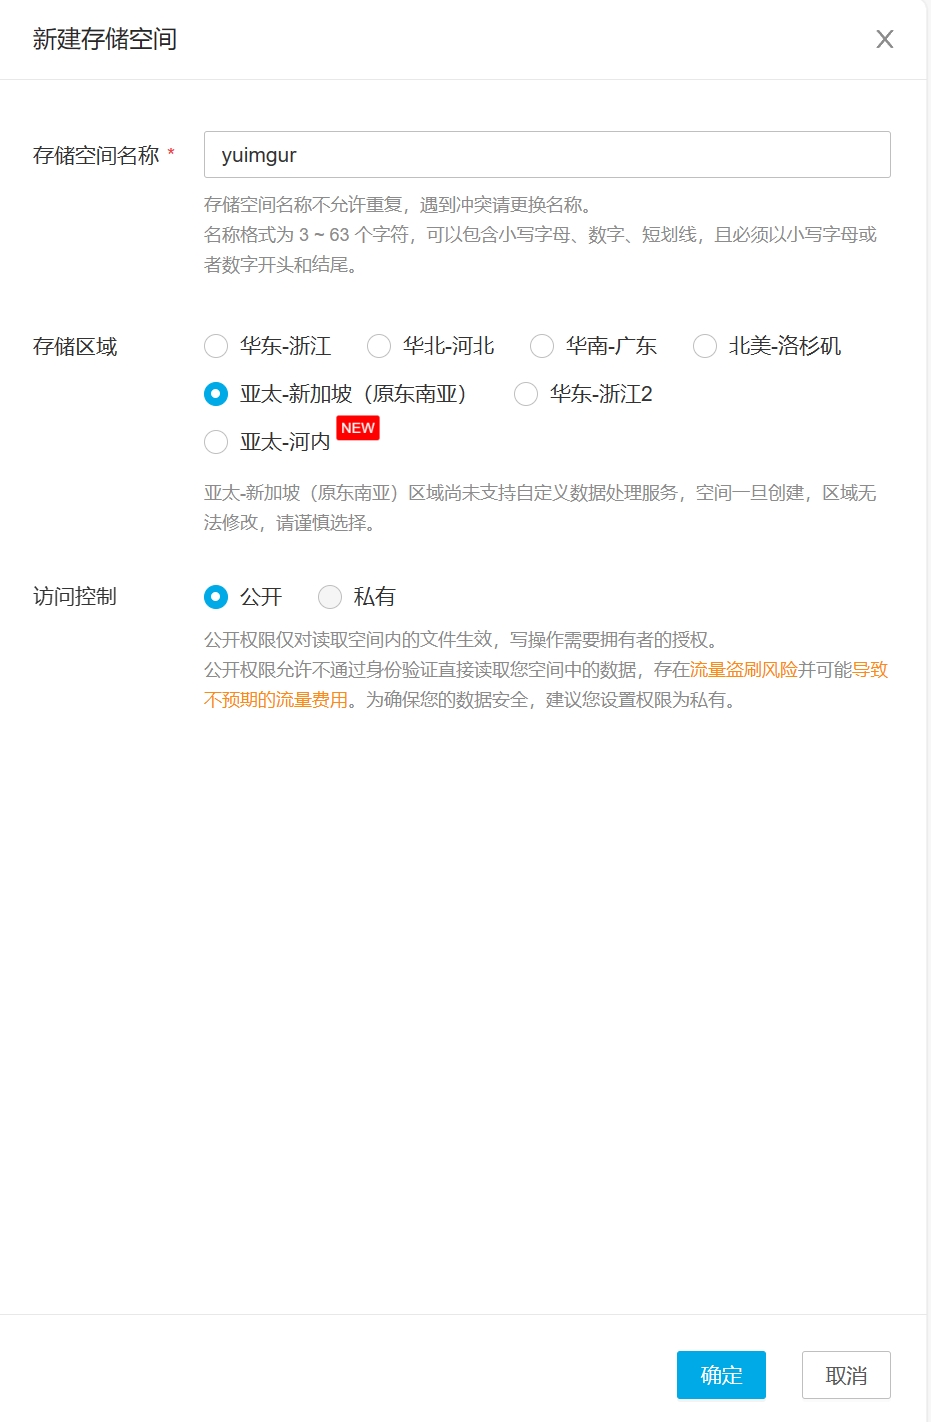 新建存储空间
存储空间名称 * yuimgur
存储空间名称不允许重复，遇到冲突请更换名称。
名称格式为 3 ~ 63 个字符，可以包含小写字母、数字、短划线，且必须以小写字母或
者数字开头和结尾。
存储区域 华东-浙江 华北-河北 华南-广东 北美-洛杉矶
亚太-新加坡（原东南亚） 华东-浙江2
亚太-河内 NEW
亚太-新加坡（原东南亚）区域尚未支持自定义数据处理服务，空间一旦创建，区域无
法修改，请谨慎选择。
访问控制 公开 私有
公开权限仅对读取空间内的文件生效，写操作需要拥有者的授权。
公开权限允许不通过身份验证直接读取您空间中的数据，存在流量盗刷风险并可能导致
不预期的流量费用。为确保您的数据安全，建议您设置权限为私有。
确定 取消